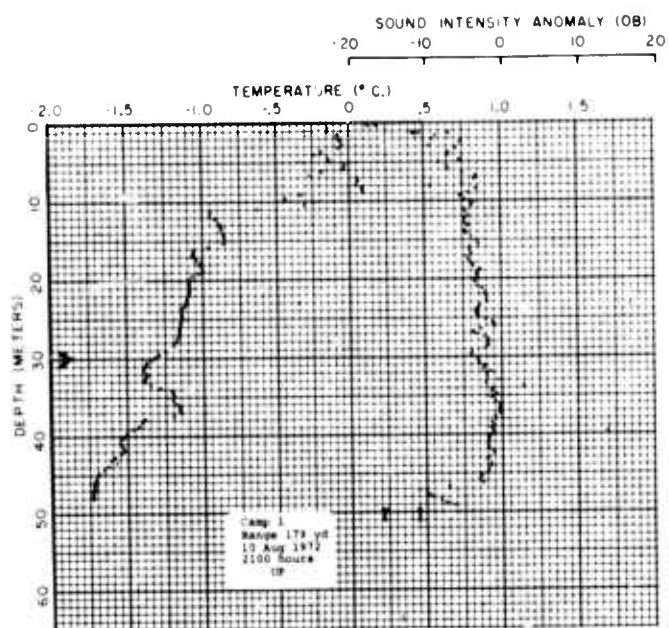 SOUND INTENSITY ANOMALY (DB)
-20 -10 0 10 20
TEMPERATURE (°C.)
-2.0 -1.5 -1.0 -.5 0 .5 1.0 1.5
DEPTH (METERS)
0
10
20
30
40
50
60
Camp 1
Range 179 yd
10 Aug 1972
2100 hours